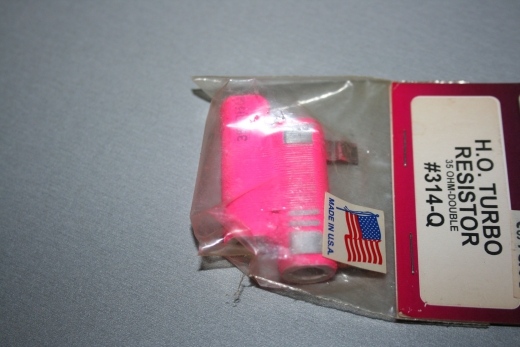 H.O. TURBO
RESISTOR
35 OHM-DOUBLE
#314-Q
MADE IN U.S.A.